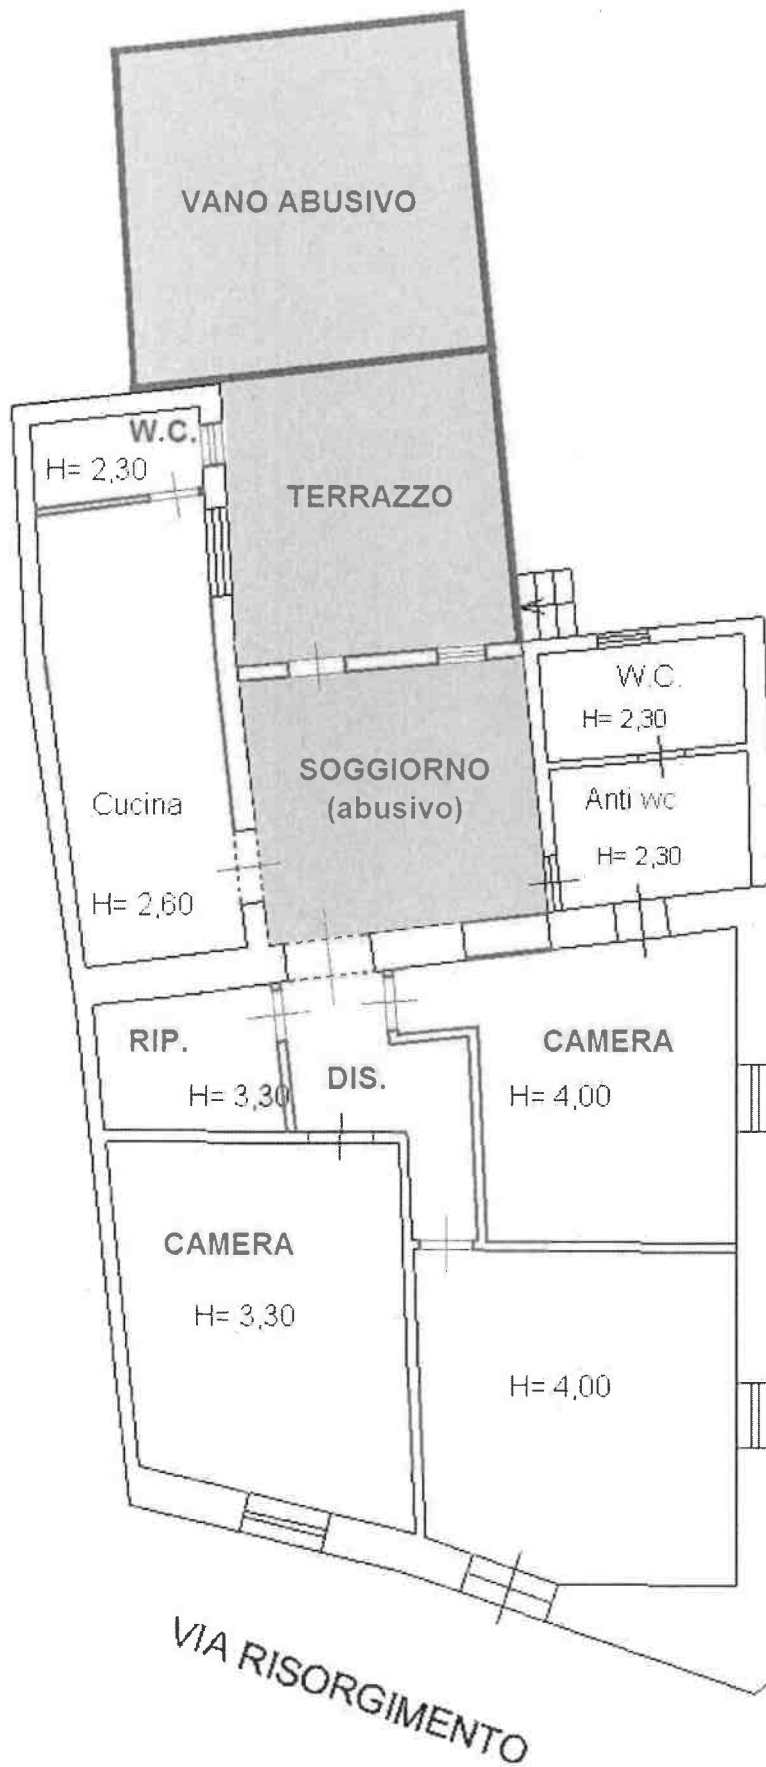 VANO ABUSIVO
W.C.
H= 2,30
TERRAZZO
W.C.
H= 2,30
SOGGIORNO
(abusivo)
Cucina
H= 2,60
Anti wc
H= 2,30
RIP.
H= 3,30
DIS.
CAMERA
H= 4,00
CAMERA
H= 3,30
H= 4,00
VIA RISORGIMENTO